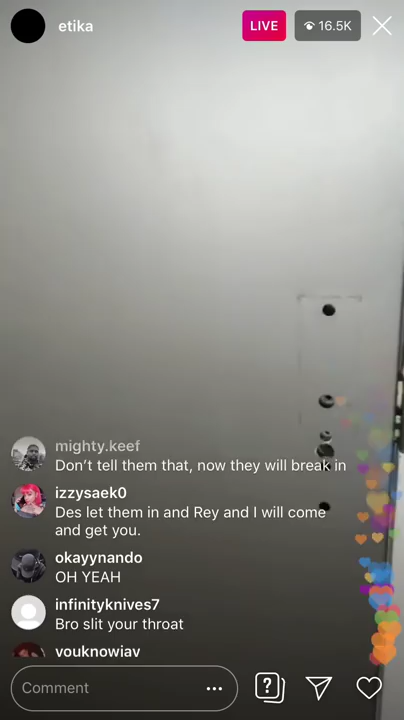 etika
LIVE
16.5K
mighty.keef
Don't tell them that, now they will break in
izzysaek0
Des let them in and Rey and I will come
and get you.
okayynando
OH YEAH
infinityknives7
Bro slit your throat
vouknowiav
Comment